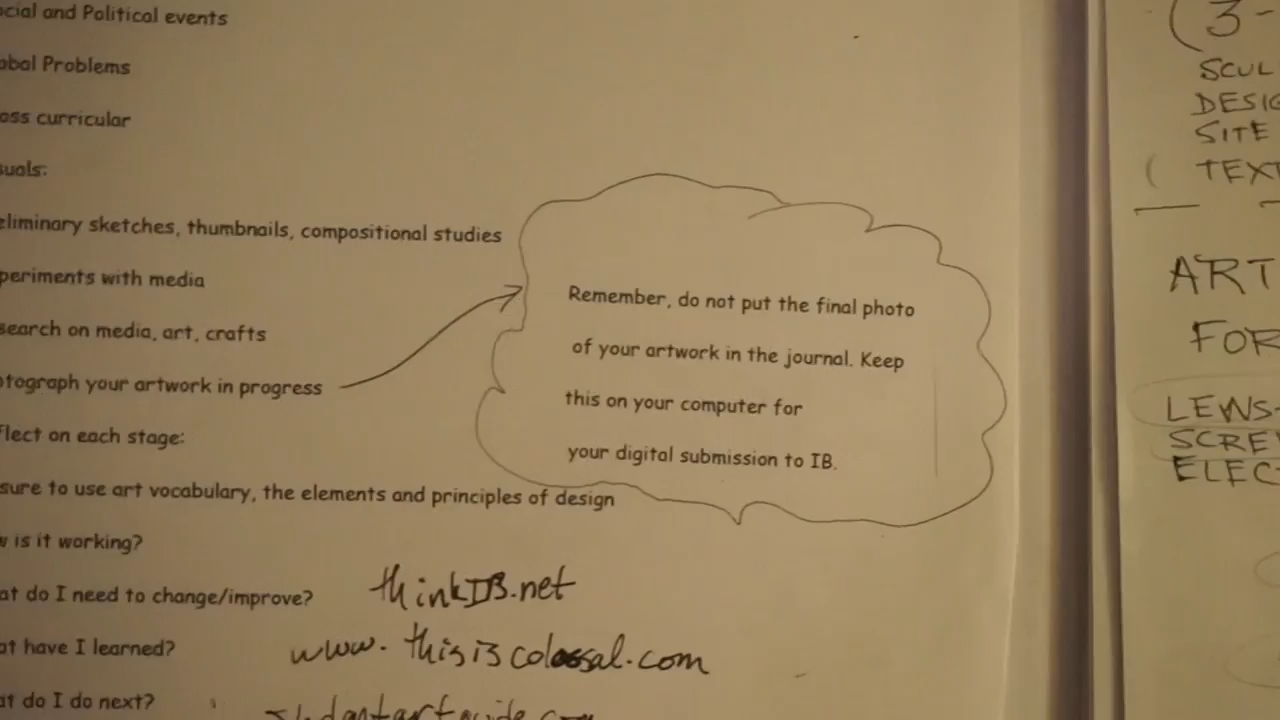 cial and Political events
obal Problems
oss curricular
suals:
eliminary sketches, thumbnails, compositional studies
periments with media
search on media, art, crafts
otograph your artwork in progress
flect on each stage:
sure to use art vocabulary, the elements and principles of design
w is it working?
at do I need to change/improve?
at have I learned?
at do I do next?
Remember, do not put the final photo
of your artwork in the journal. Keep
this on your computer for
your digital submission to IB.
thinkIB.net
www.thisiscolossal.com
(3-
SCUL
DESIG
SITE
( TEXT
ART
FOR
LEWS-
SCREW
ELEC